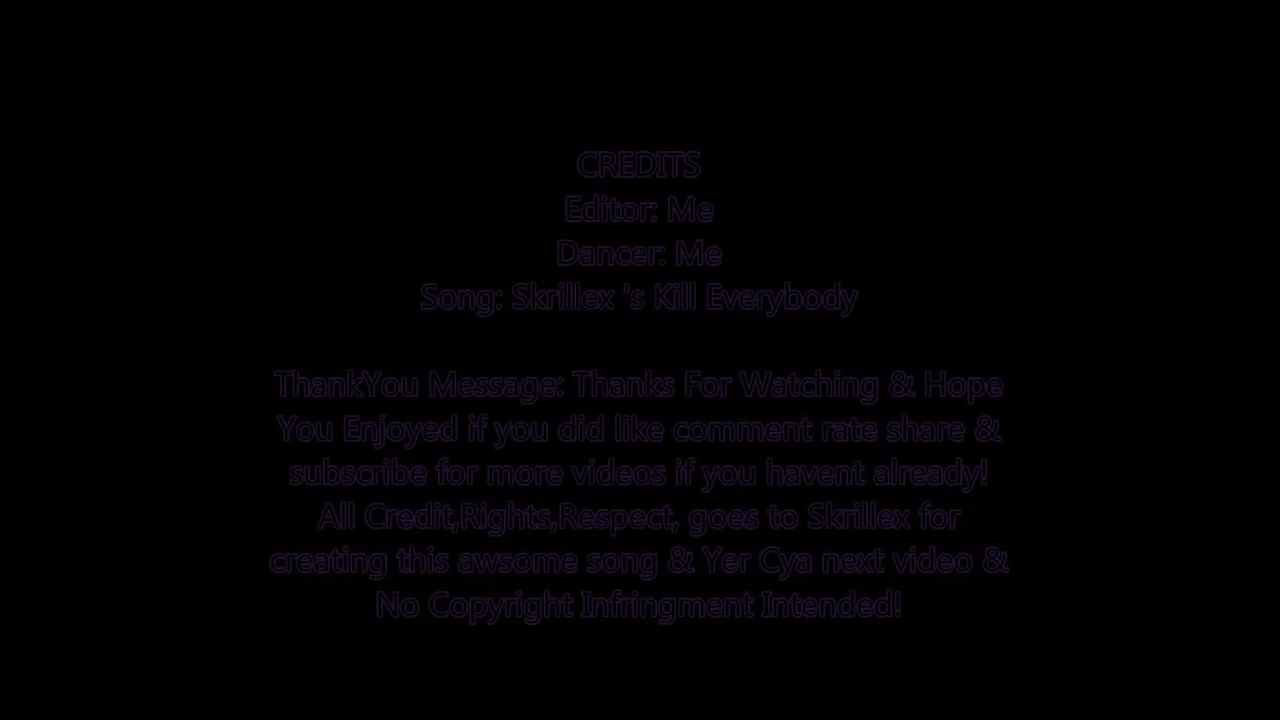 CREDITS
Editor: Me
Dancer: Me
Song: Skrillex 's Kill Everybody
ThankYou Message: Thanks For Watching & Hope
You Enjoyed if you did like comment rate share &
subscribe for more videos if you havent already!
All Credit,Rights,Respect, goes to Skrillex for
creating this awsome song & Yer Cya next video &
No Copyright Infringment Intended!